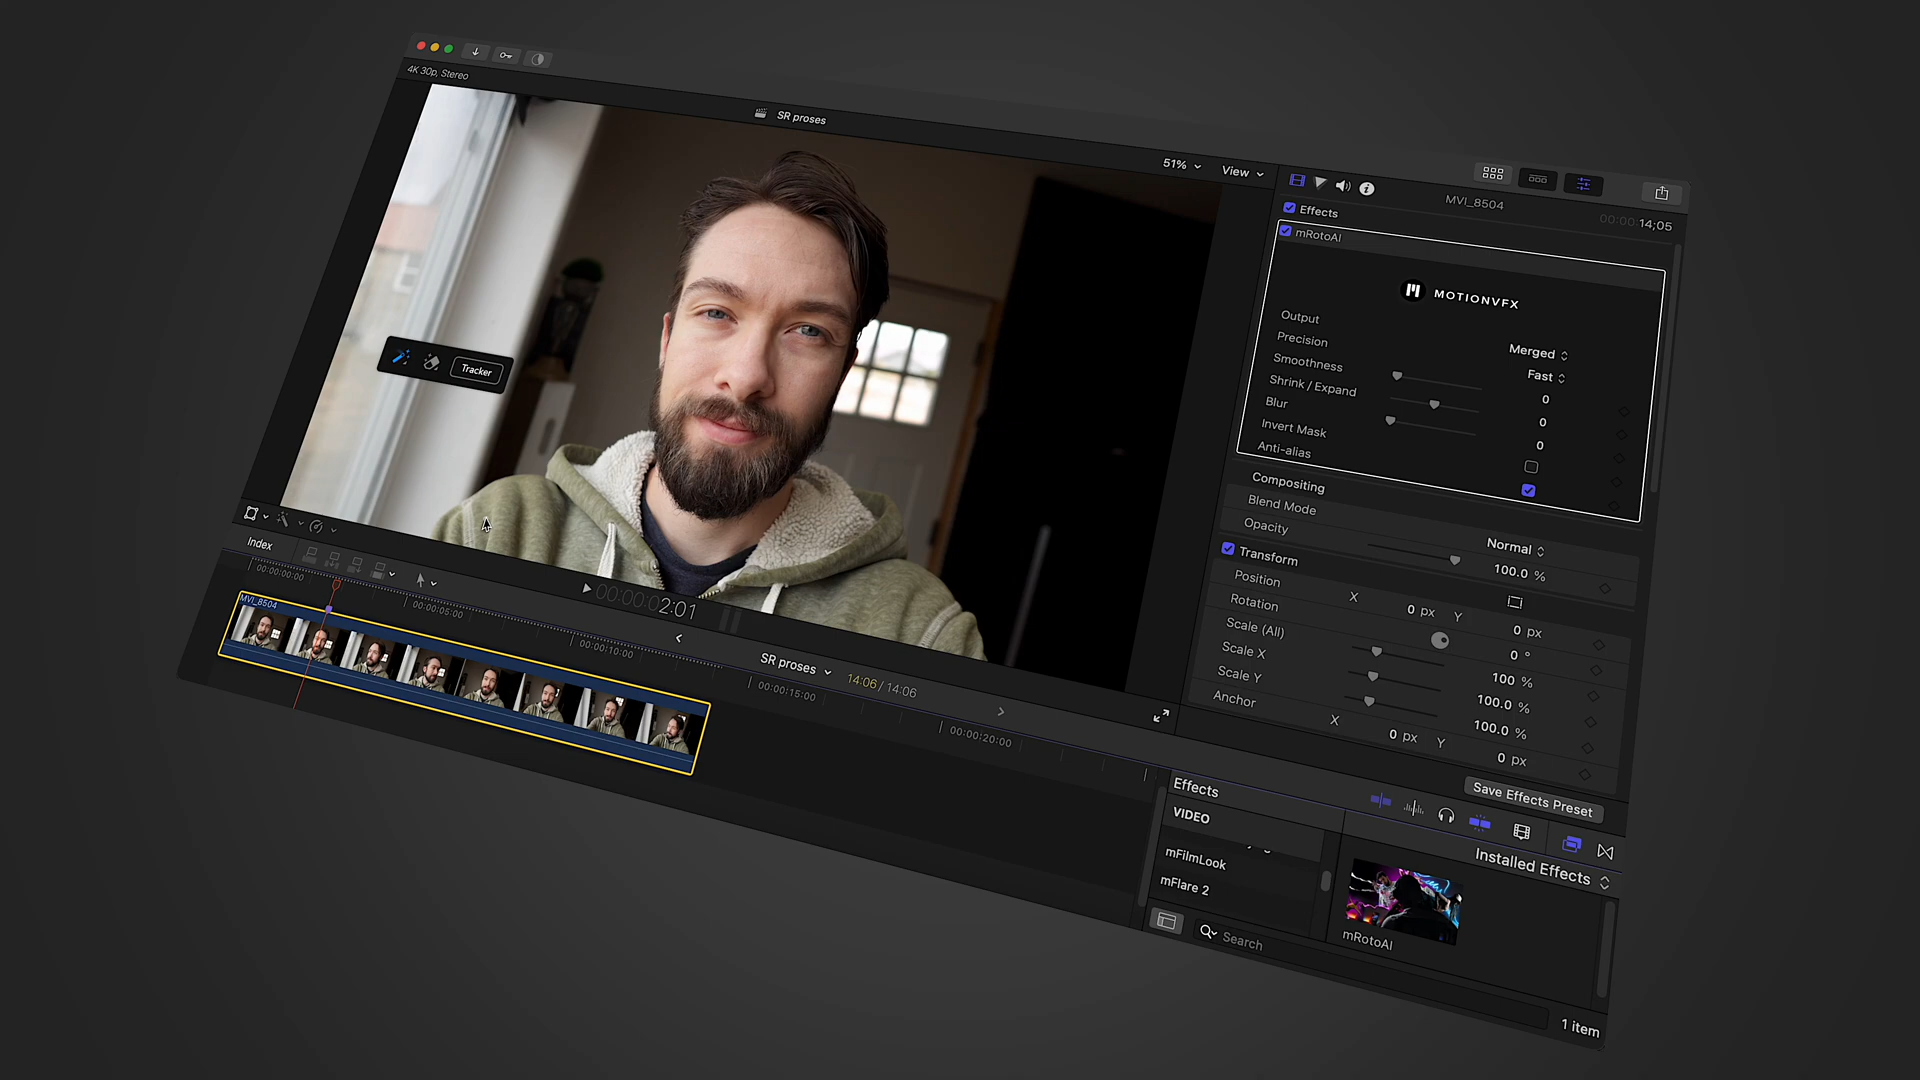 4K 30p, Stereo
SR proses
51%
View
MVI_8504
00:00:14;05
Effects
mRotoAI
MOTIONVFX
Output
Merged
Precision
Fast
Smoothness
0
Shrink / Expand
0
Blur
0
Invert Mask
Anti-alias
Compositing
Blend Mode
Normal
Opacity
100.0 %
Transform
Position
X
0 px
Y
0 px
Rotation
0 °
Scale (All)
100 %
Scale X
100.0 %
Scale Y
100.0 %
Anchor
X
0 px
Y
0 px
Save Effects Preset
Tracker
Index
00:00:00:00
00:00:05:00
00:00:10:00
00:00:15:00
00:00:20:00
00:00:02:01
SR proses
14:06 / 14:06
MVI_8504
Effects
Installed Effects
VIDEO
mFilmLook
mFlare 2
mRotoAI
Search
1 item